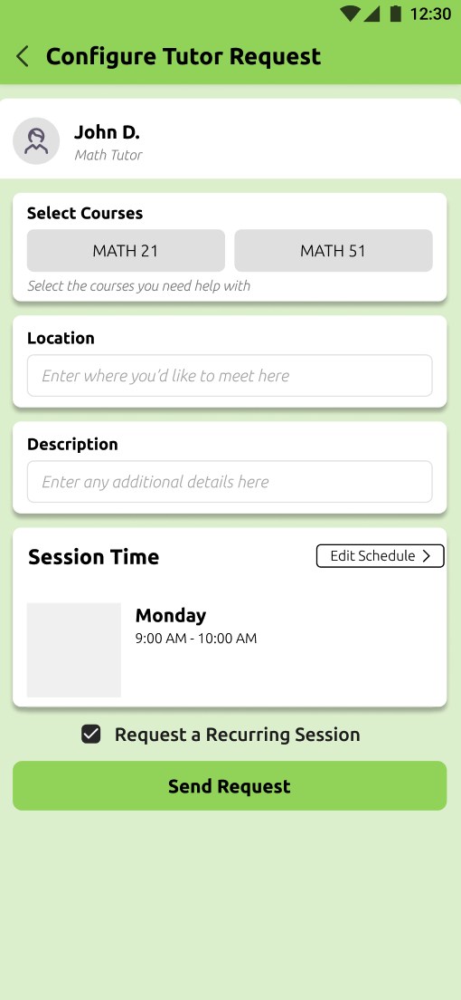 12:30
Configure Tutor Request
John D.
Math Tutor
Select Courses
MATH 21
MATH 51
Select the courses you need help with
Location
Enter where you'd like to meet here
Description
Enter any additional details here
Session Time
Edit Schedule
Monday
9:00 AM - 10:00 AM
Request a Recurring Session
Send Request